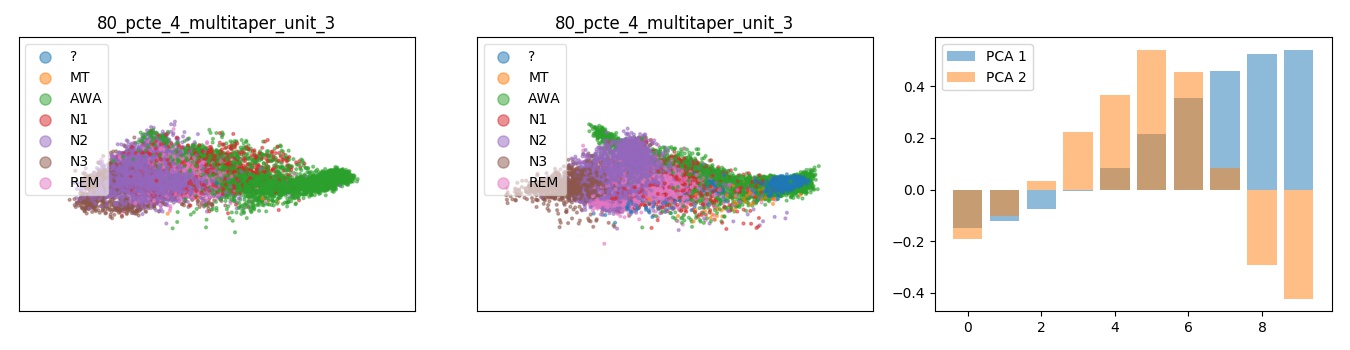 80_pcte_4_multitaper_unit_3
?
MT
AWA
N1
N2
N3
REM
80_pcte_4_multitaper_unit_3
?
MT
AWA
N1
N2
N3
REM
PCA 1
PCA 2
0.4
0.2
0.0
−0.2
−0.4
0 2 4 6 8